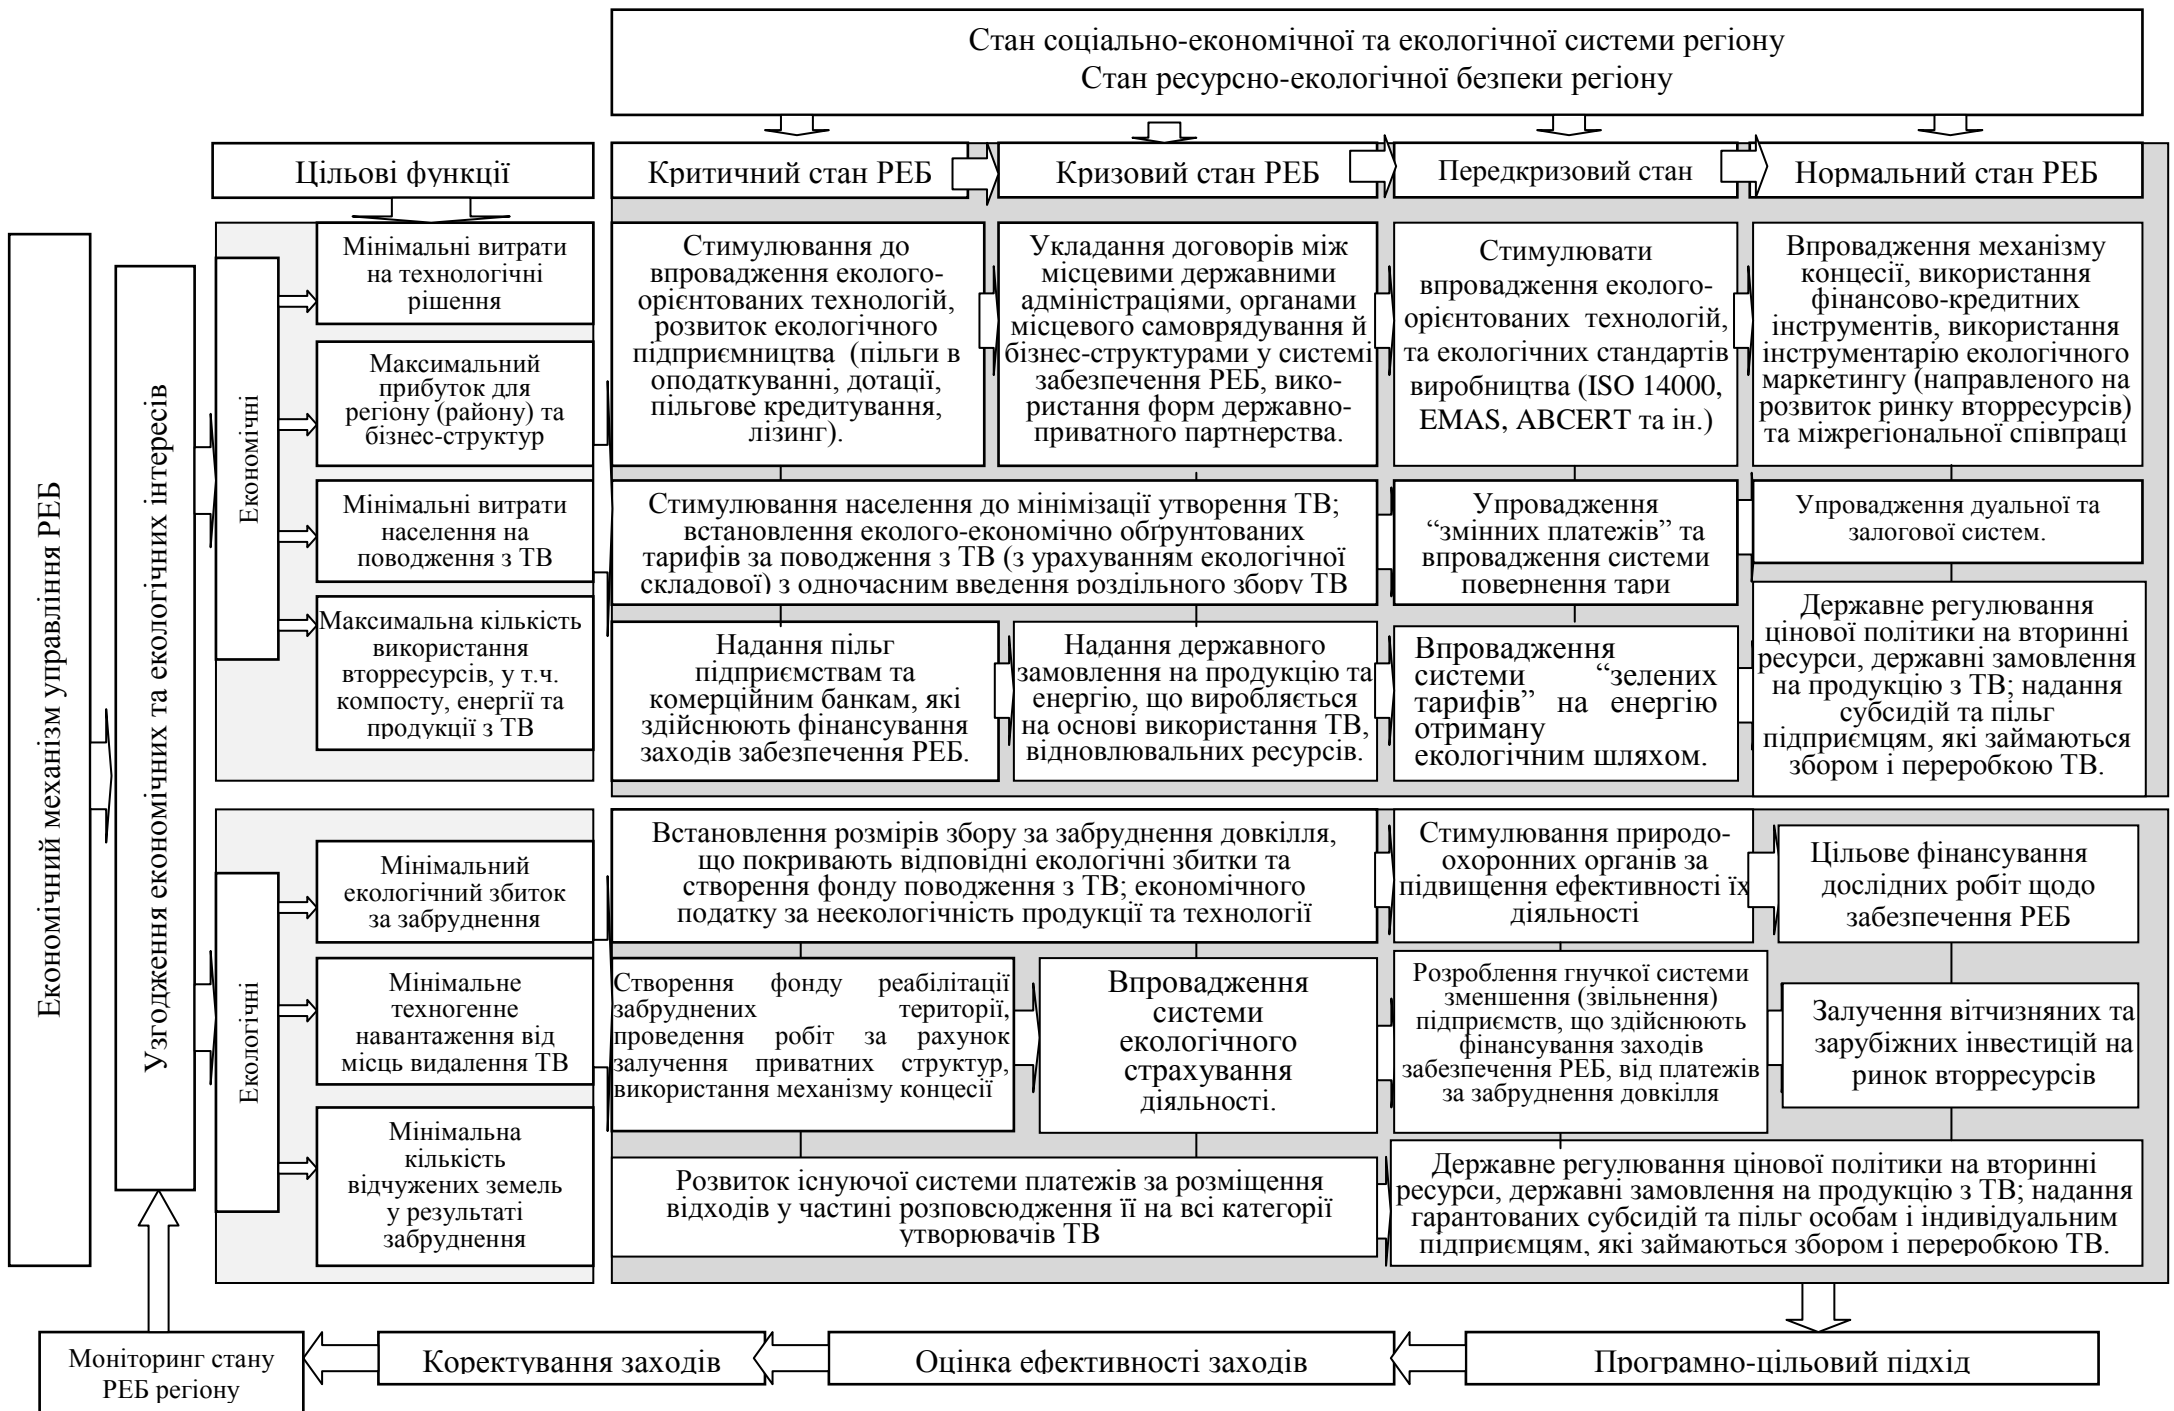 Стан соціально-економічної та екологічної системи регіону
Стан ресурсно-екологічної безпеки регіону
Цільові функції
Критичний стан РЕБ
Кризовий стан РЕБ
Передкризовий стан
Нормальний стан РЕБ
Економічний механізм управління РЕБ
Узгодження економічних та екологічних інтересів
Економічні
Мінімальні витрати
на технологічні
рішення
Максимальний
прибуток для
регіону (району) та
бізнес-структур
Мінімальні витрати
населення на
поводження з ТВ
Максимальна кількість
використання
вторресурсів, у т.ч.
компосту, енергії та
продукції з ТВ
Стимулювання до
впровадження еколого-
орієнтованих технологій,
розвиток екологічного
підприємництва (пільги в
оподаткуванні, дотації,
пільгове кредитування,
лізинг).
Укладання договорів між
місцевими державними
адміністраціями, органами
місцевого самоврядування й
бізнес-структурами у системі
забезпечення РЕБ, вико-
ристання форм державно-
приватного партнерства.
Стимулювати
впровадження еколого-
орієнтованих технологій,
та екологічних стандартів
виробництва (ISO 14000,
EMAS, ABCERT та ін.)
Впровадження механізму
концесії, використання
фінансово-кредитних
інструментів, використання
інструментарію екологічного
маркетингу (направленого на
розвиток ринку вторресурсів)
та міжрегіональної співпраці
Стимулювання населення до мінімізації утворення ТВ;
встановлення еколого-економічно обґрунтованих
тарифів за поводження з ТВ (з урахуванням екологічної
складової) з одночасним введення роздільного збору ТВ
Упровадження
“змінних платежів” та
впровадження системи
повернення тари
Упровадження дуальної та
залогової систем.
Надання пільг
підприємствам та
комерційним банкам, які
здійснюють фінансування
заходів забезпечення РЕБ.
Надання державного
замовлення на продукцію та
енергію, що виробляється
на основі використання ТВ,
відновлювальних ресурсів.
Впровадження
системи “зелених
тарифів” на енергію
отриману
екологічним шляхом.
Державне регулювання
цінової політики на вторинні
ресурси, державні замовлення
на продукцію з ТВ; надання
субсидій та пільг
підприємцям, які займаються
збором і переробкою ТВ.
Екологічні
Мінімальний
екологічний збиток
за забруднення
Мінімальне
техногенне
навантаження від
місць видалення ТВ
Мінімальна
кількість
відчужених земель
у результаті
забруднення
Встановлення розмірів збору за забруднення довкілля,
що покривають відповідні екологічні збитки та
створення фонду поводження з ТВ; економічного
податку за неекологічність продукції та технології
Стимулювання природо-
охоронних органів за
підвищення ефективності їх
діяльності
Цільове фінансування
дослідних робіт щодо
забезпечення РЕБ
Створення фонду реабілітації
забруднених території,
проведення робіт за рахунок
залучення приватних структур,
використання механізму концесії
Впровадження
системи
екологічного
страхування
діяльності.
Розроблення гнучкої системи
зменшення (звільнення)
підприємств, що здійснюють
фінансування заходів
забезпечення РЕБ, від платежів
за забруднення довкілля
Залучення вітчизняних та
зарубіжних інвестицій на
ринок вторресурсів
Розвиток існуючої системи платежів за розміщення
відходів у частині розповсюдження її на всі категорії
утворювачів ТВ
Державне регулювання цінової політики на вторинні
ресурси, державні замовлення на продукцію з ТВ; надання
гарантованих субсидій та пільг особам і індивідуальним
підприємцям, які займаються збором і переробкою ТВ.
Моніторинг стану
РЕБ регіону
Коректування заходів
Оцінка ефективності заходів
Програмно-цільовий підхід